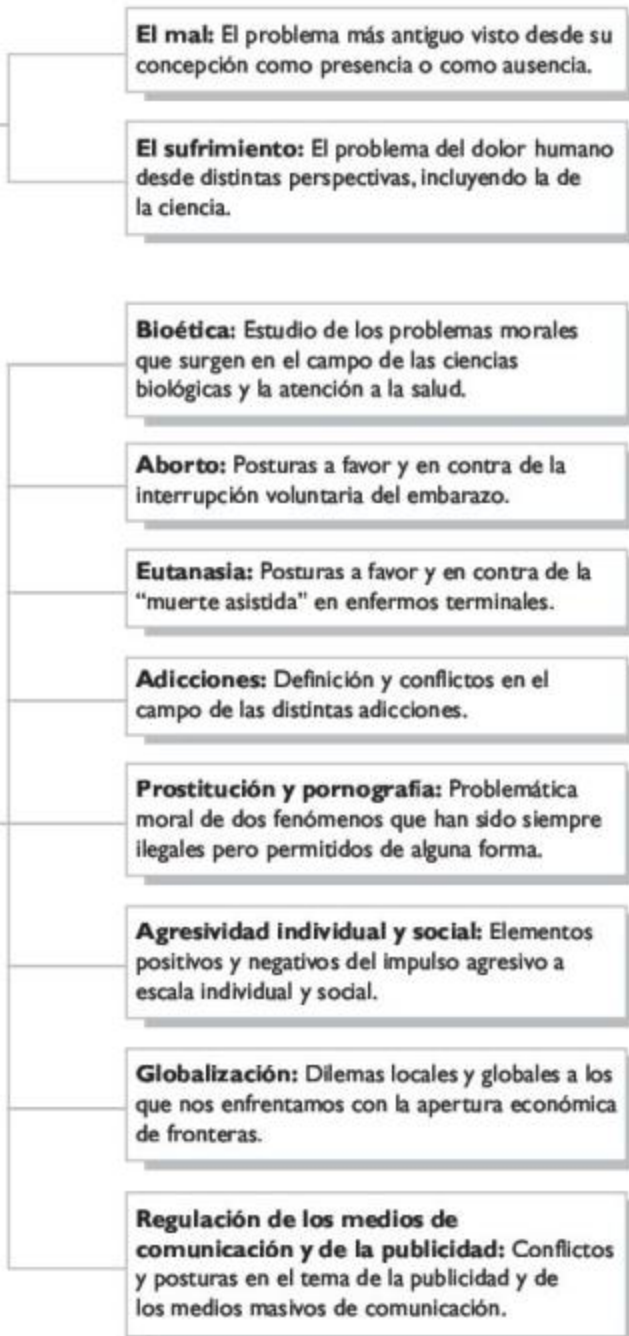 El mal: El problema más antiguo visto desde su
concepción como presencia o como ausencia.
El sufrimiento: El problema del dolor humano
desde distintas perspectivas, incluyendo la de
la ciencia.
Bioética: Estudio de los problemas morales
que surgen en el campo de las ciencias
biológicas y la atención a la salud.
Aborto: Posturas a favor y en contra de la
interrupción voluntaria del embarazo.
Eutanasia: Posturas a favor y en contra de la
“muerte asistida” en enfermos terminales.
Adicciones: Definición y conflictos en el
campo de las distintas adicciones.
Prostitución y pornografía: Problemática
moral de dos fenómenos que han sido siempre
ilegales pero permitidos de alguna forma.
Agresividad individual y social: Elementos
positivos y negativos del impulso agresivo a
escala individual y social.
Globalización: Dilemas locales y globales a los
que nos enfrentamos con la apertura económica
de fronteras.
Regulación de los medios de
comunicación y de la publicidad: Conflictos
y posturas en el tema de la publicidad y de
los medios masivos de comunicación.